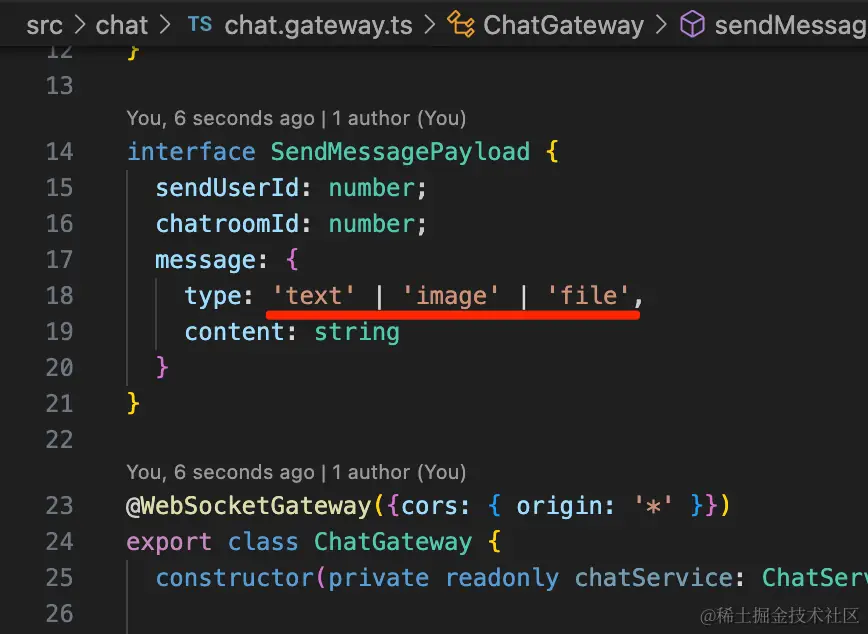 src > chat > TS chat.gateway.ts > ChatGateway > sendMessag
12 }
13
You, 6 seconds ago | 1 author (You)
14 interface SendMessagePayload {
15 sendUserId: number;
16 chatroomId: number;
17 message: {
18 type: 'text' | 'image' | 'file',
19 content: string
20 }
21 }
22
You, 6 seconds ago | 1 author (You)
23 @WebSocketGateway({cors: { origin: '*' }})
24 export class ChatGateway {
25 constructor(private readonly chatService: ChatServ
26
@稀土掘金技术社区